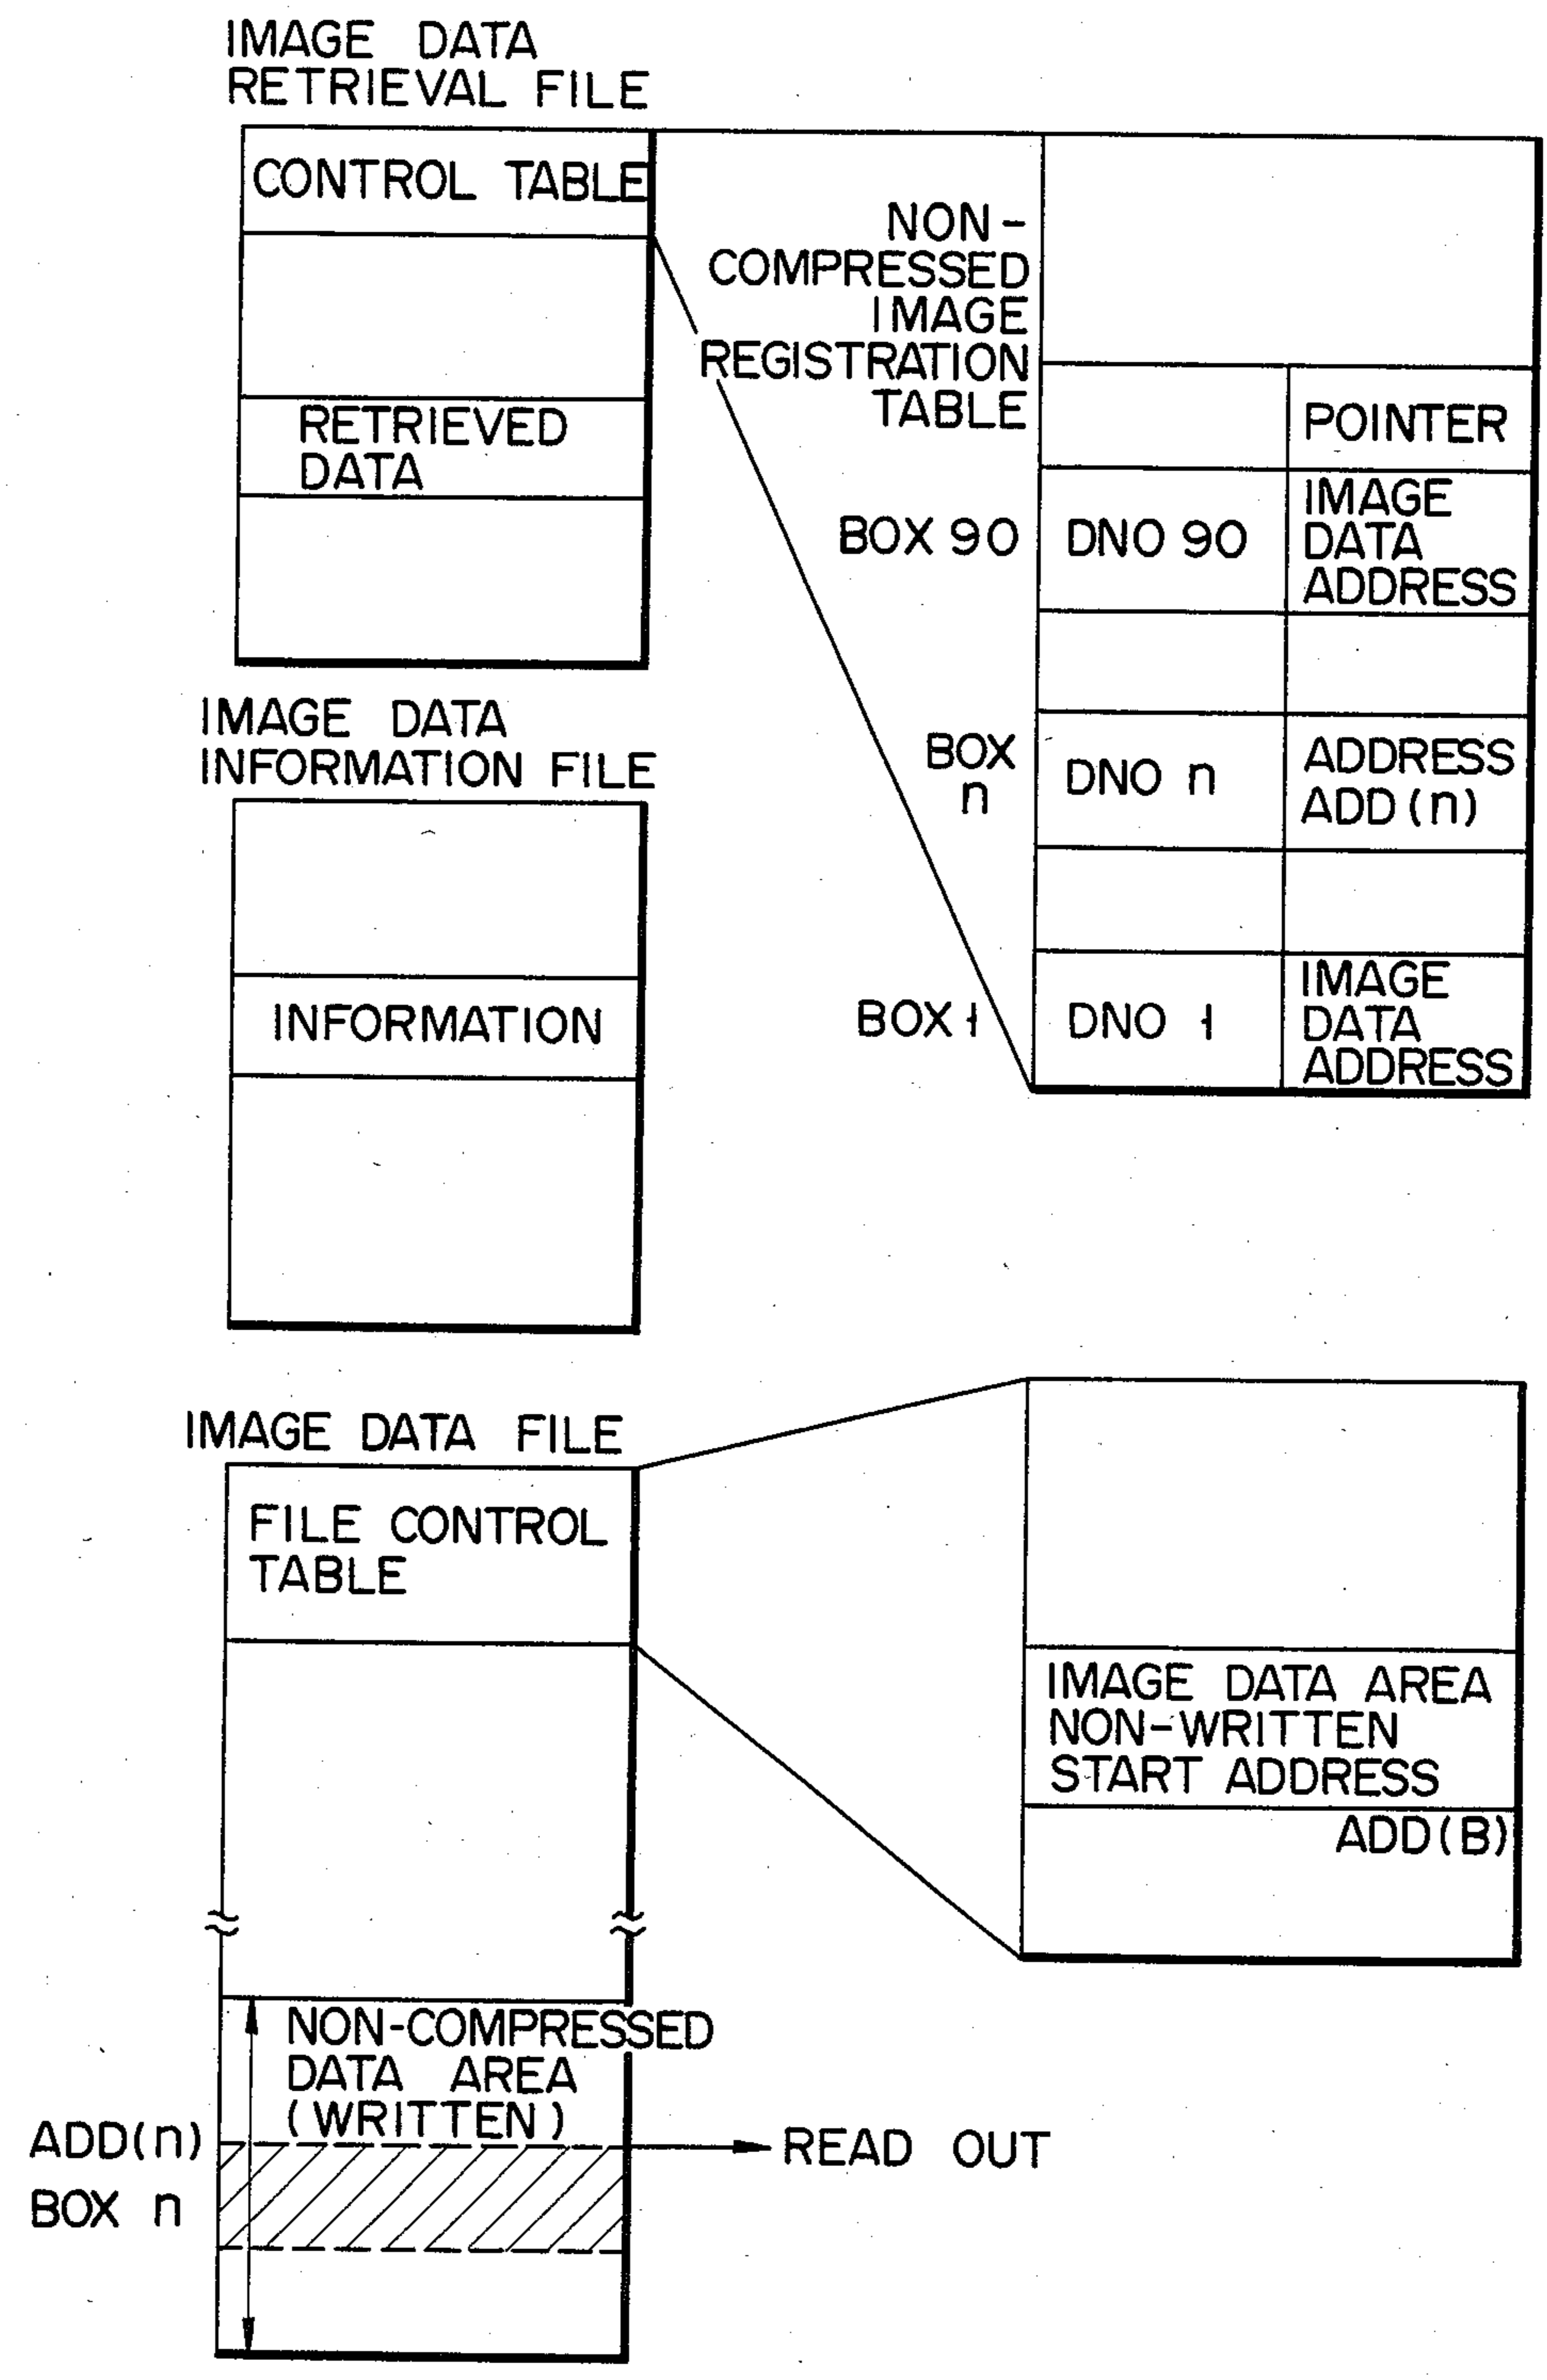 IMAGE DATA
RETRIEVAL FILE
CONTROL TABLE
RETRIEVED
DATA
NON-
COMPRESSED
IMAGE
REGISTRATION
TABLE
POINTER
BOX 90
DNO 90
IMAGE
DATA
ADDRESS
BOX
n
DNO n
ADDRESS
ADD(n)
BOX 1
DNO 1
IMAGE
DATA
ADDRESS
IMAGE DATA
INFORMATION FILE
INFORMATION
IMAGE DATA FILE
FILE CONTROL
TABLE
IMAGE DATA AREA
NON-WRITTEN
START ADDRESS
ADD(B)
NON-COMPRESSED
DATA AREA
(WRITTEN)
ADD(n)
BOX n
READ OUT